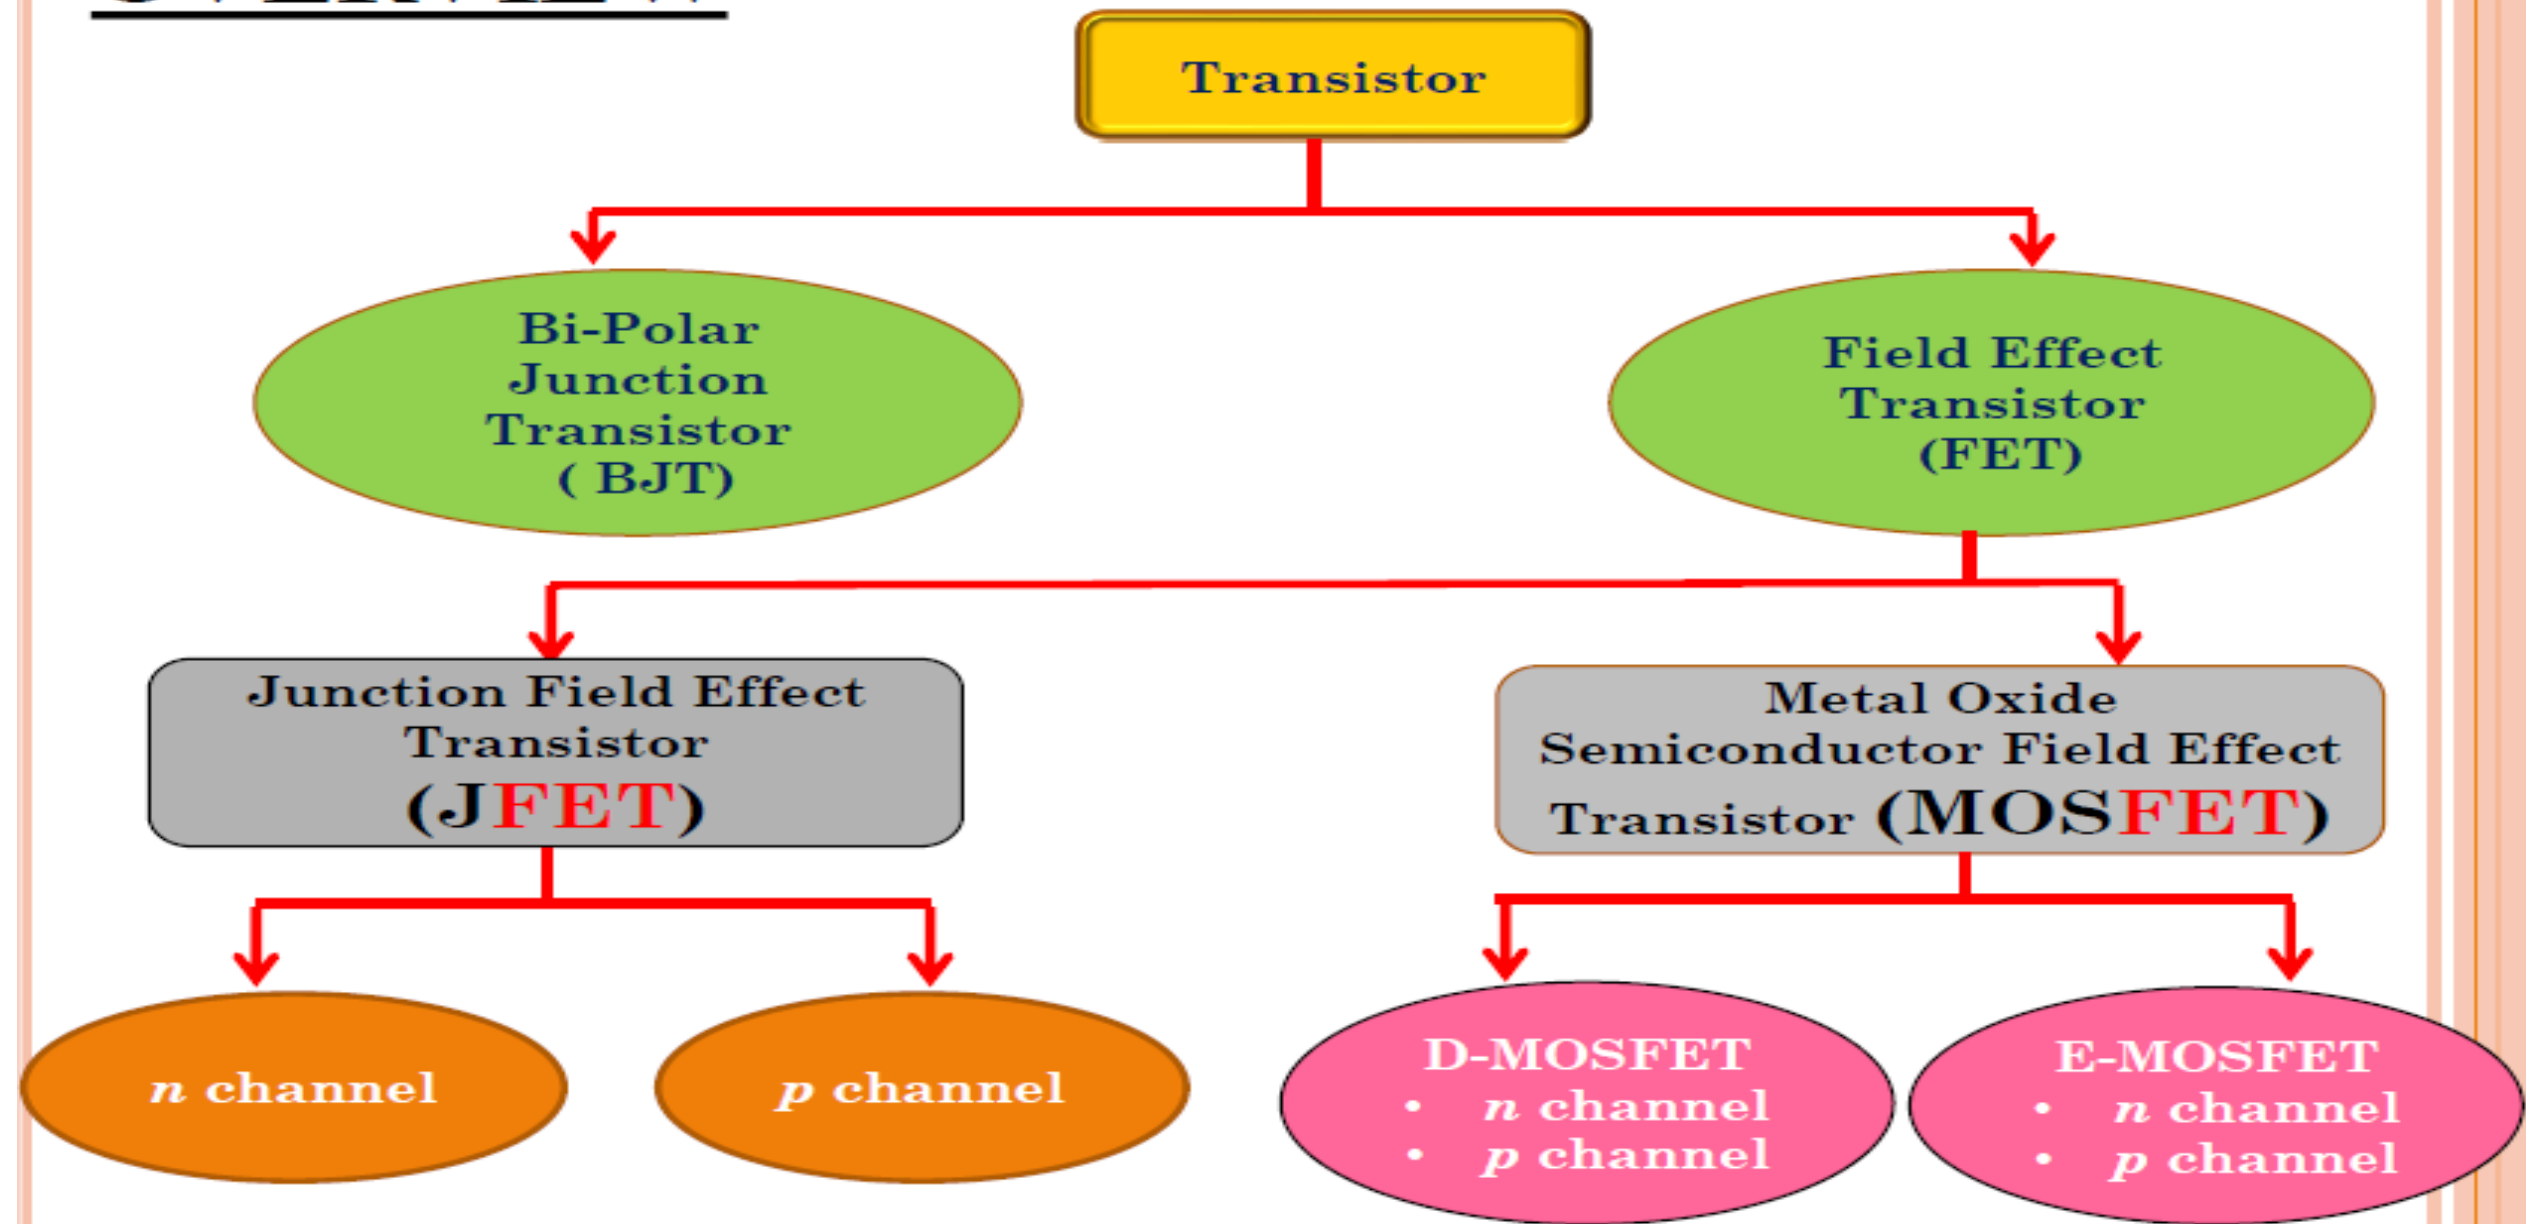 OVERVIEW
Transistor
Bi-Polar
Junction
Transistor
( BJT)
Field Effect
Transistor
(FET)
Junction Field Effect
Transistor
(JFET)
Metal Oxide
Semiconductor Field Effect
Transistor (MOSFET)
n channel
p channel
D-MOSFET
• n channel
• p channel
E-MOSFET
• n channel
• p channel